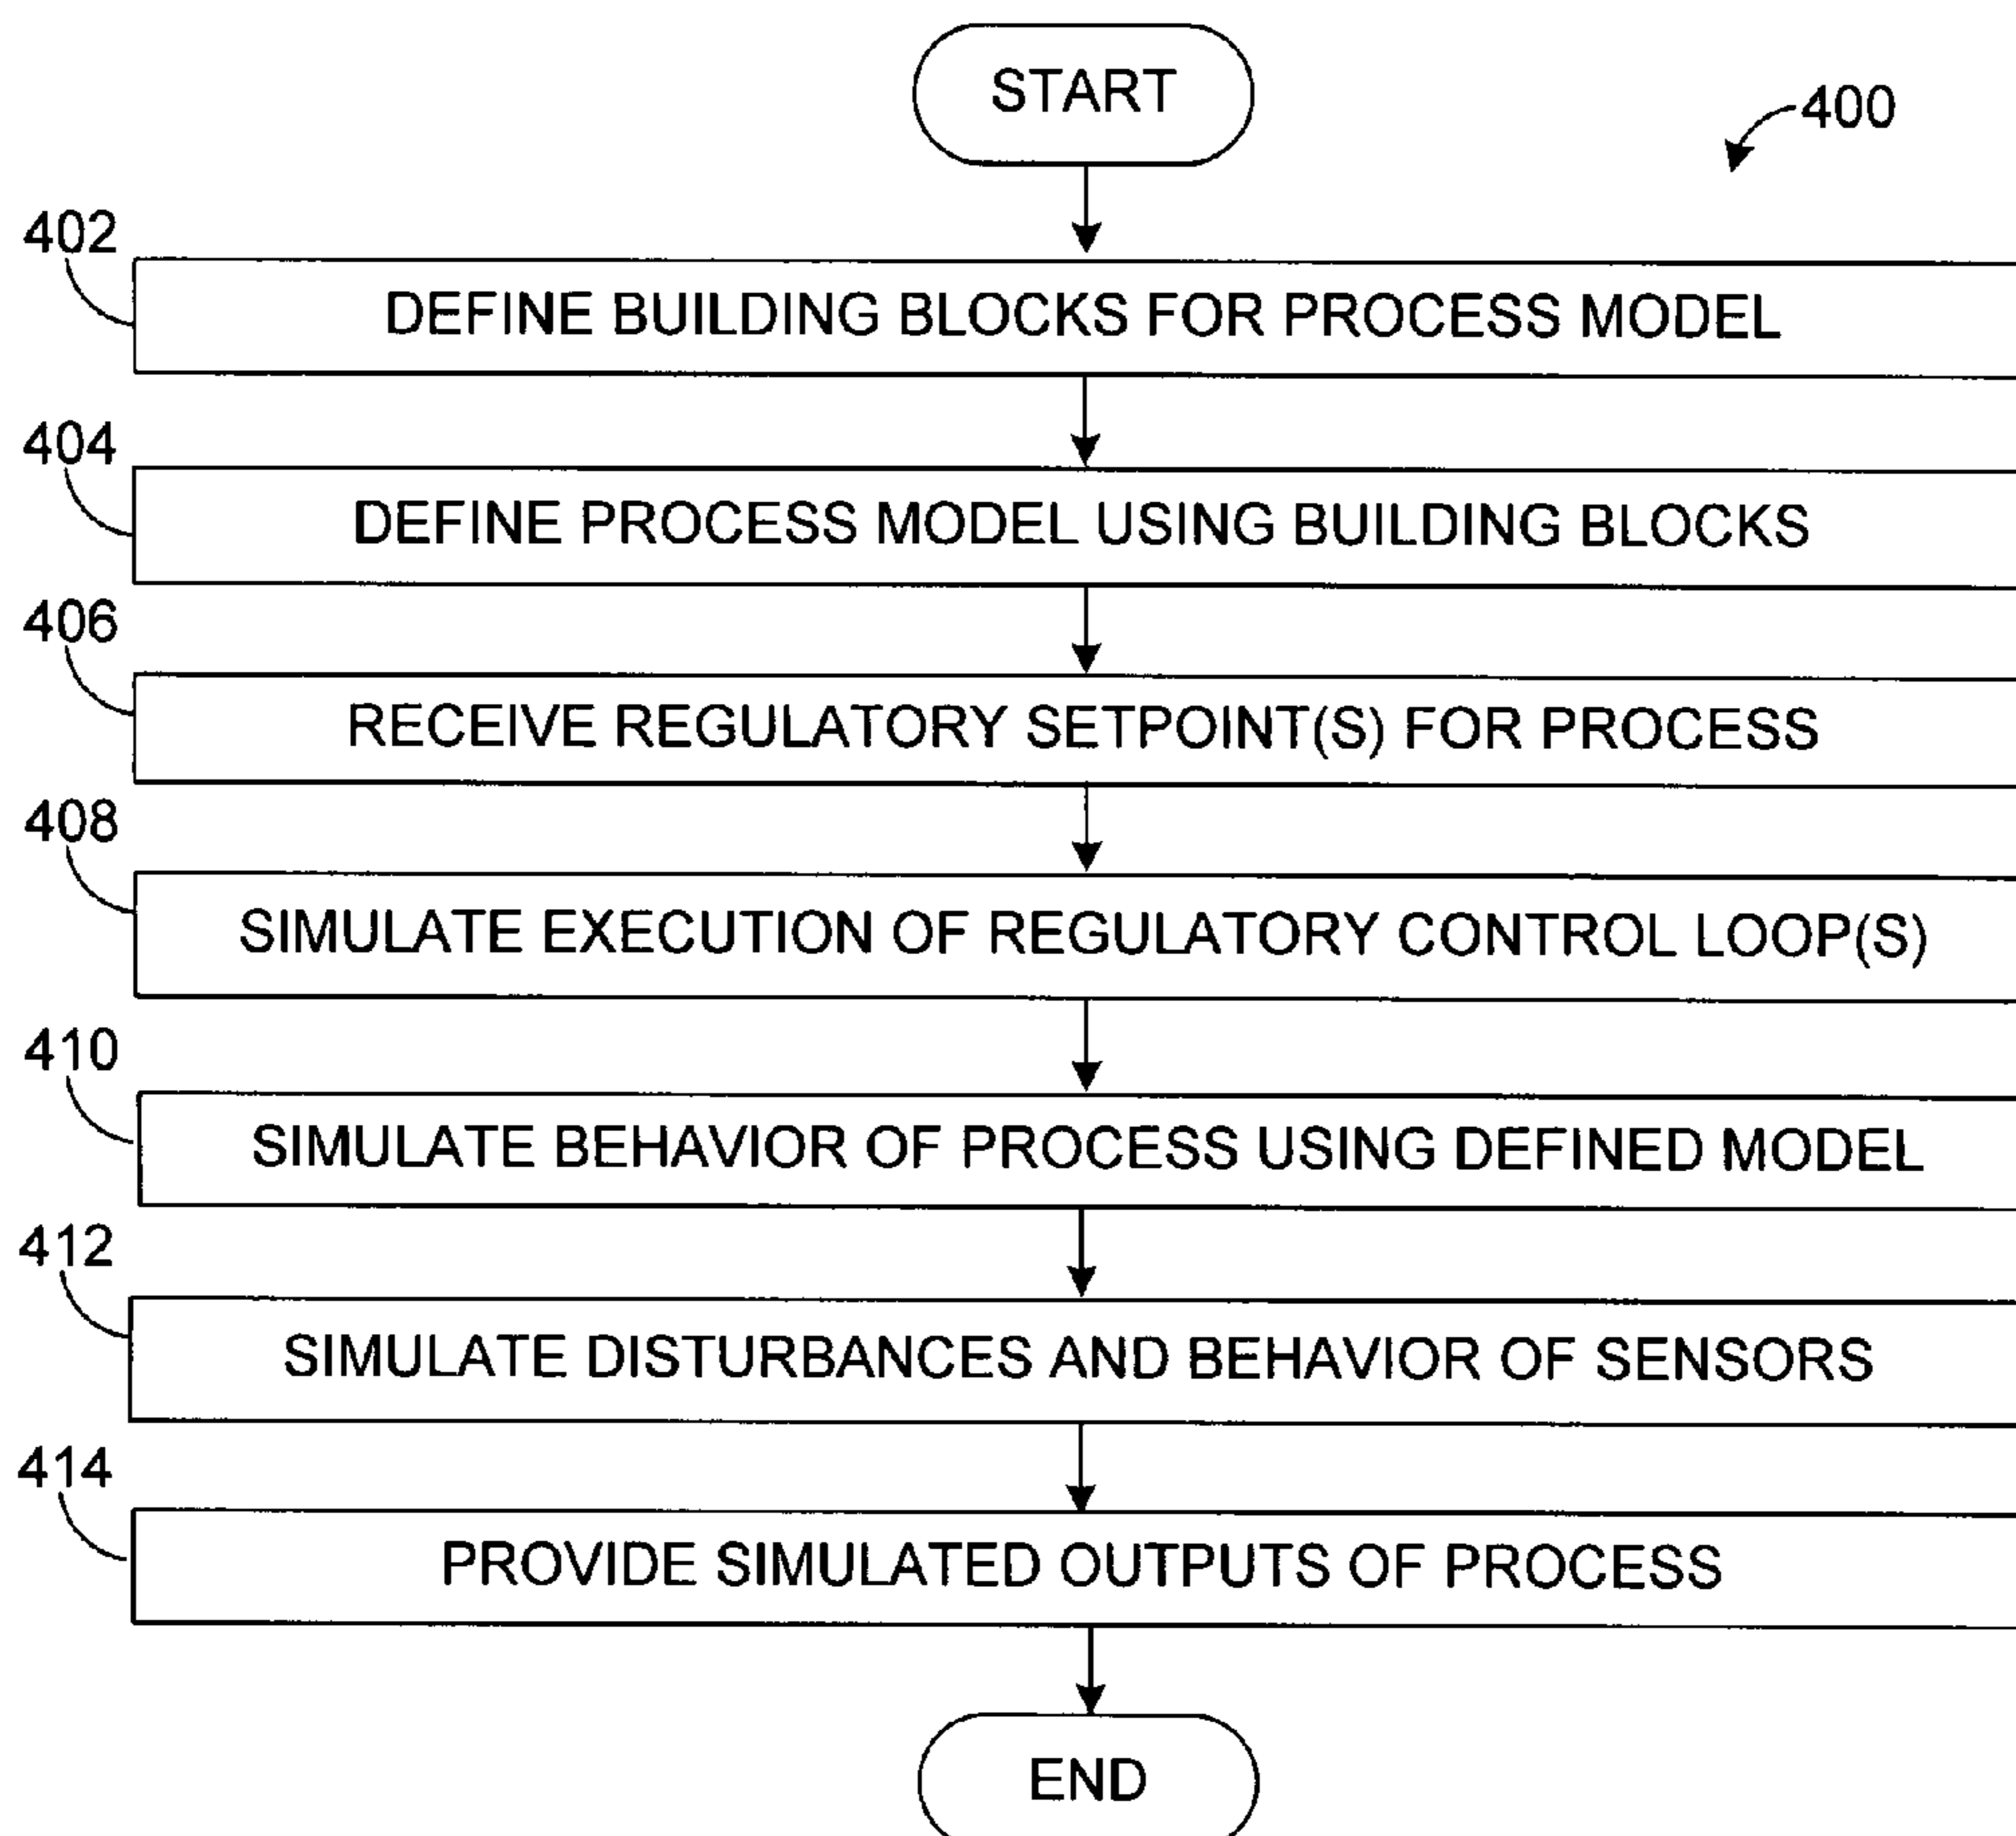 START
400
402
DEFINE BUILDING BLOCKS FOR PROCESS MODEL
404
DEFINE PROCESS MODEL USING BUILDING BLOCKS
406
RECEIVE REGULATORY SETPOINT(S) FOR PROCESS
408
SIMULATE EXECUTION OF REGULATORY CONTROL LOOP(S)
410
SIMULATE BEHAVIOR OF PROCESS USING DEFINED MODEL
412
SIMULATE DISTURBANCES AND BEHAVIOR OF SENSORS
414
PROVIDE SIMULATED OUTPUTS OF PROCESS
END